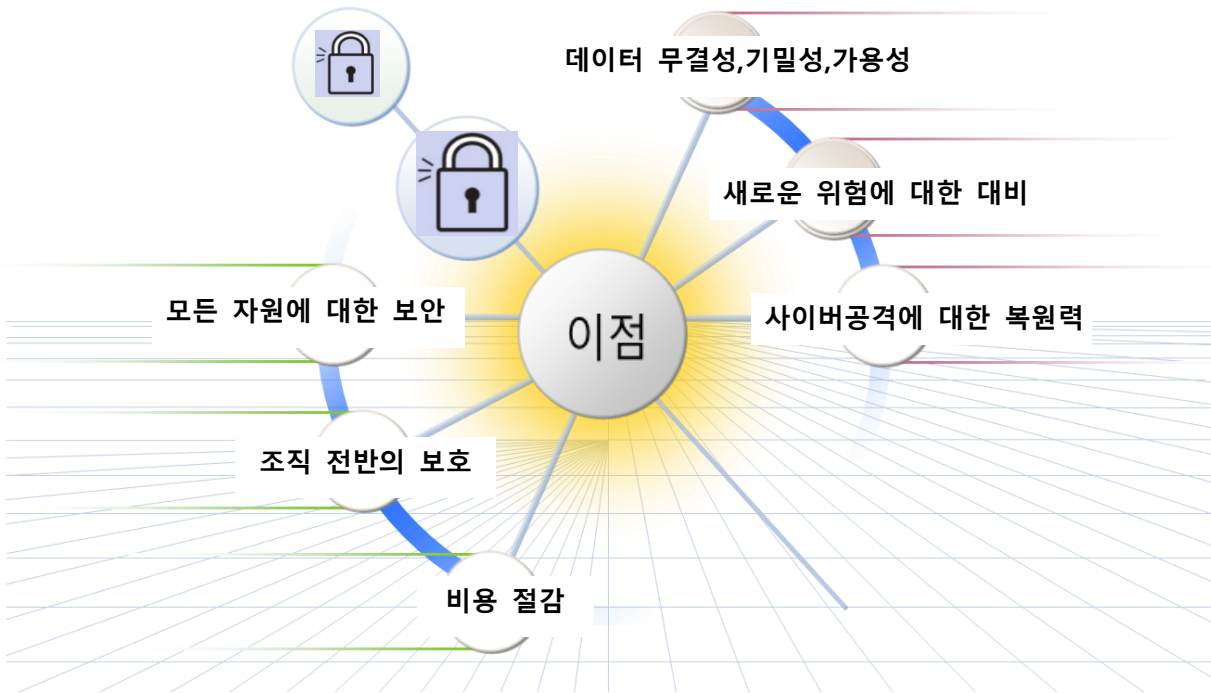 데이터 무결성,기밀성,가용성
새로운 위험에 대한 대비
모든 자원에 대한 보안
이점
사이버공격에 대한 복원력
조직 전반의 보호
비용 절감